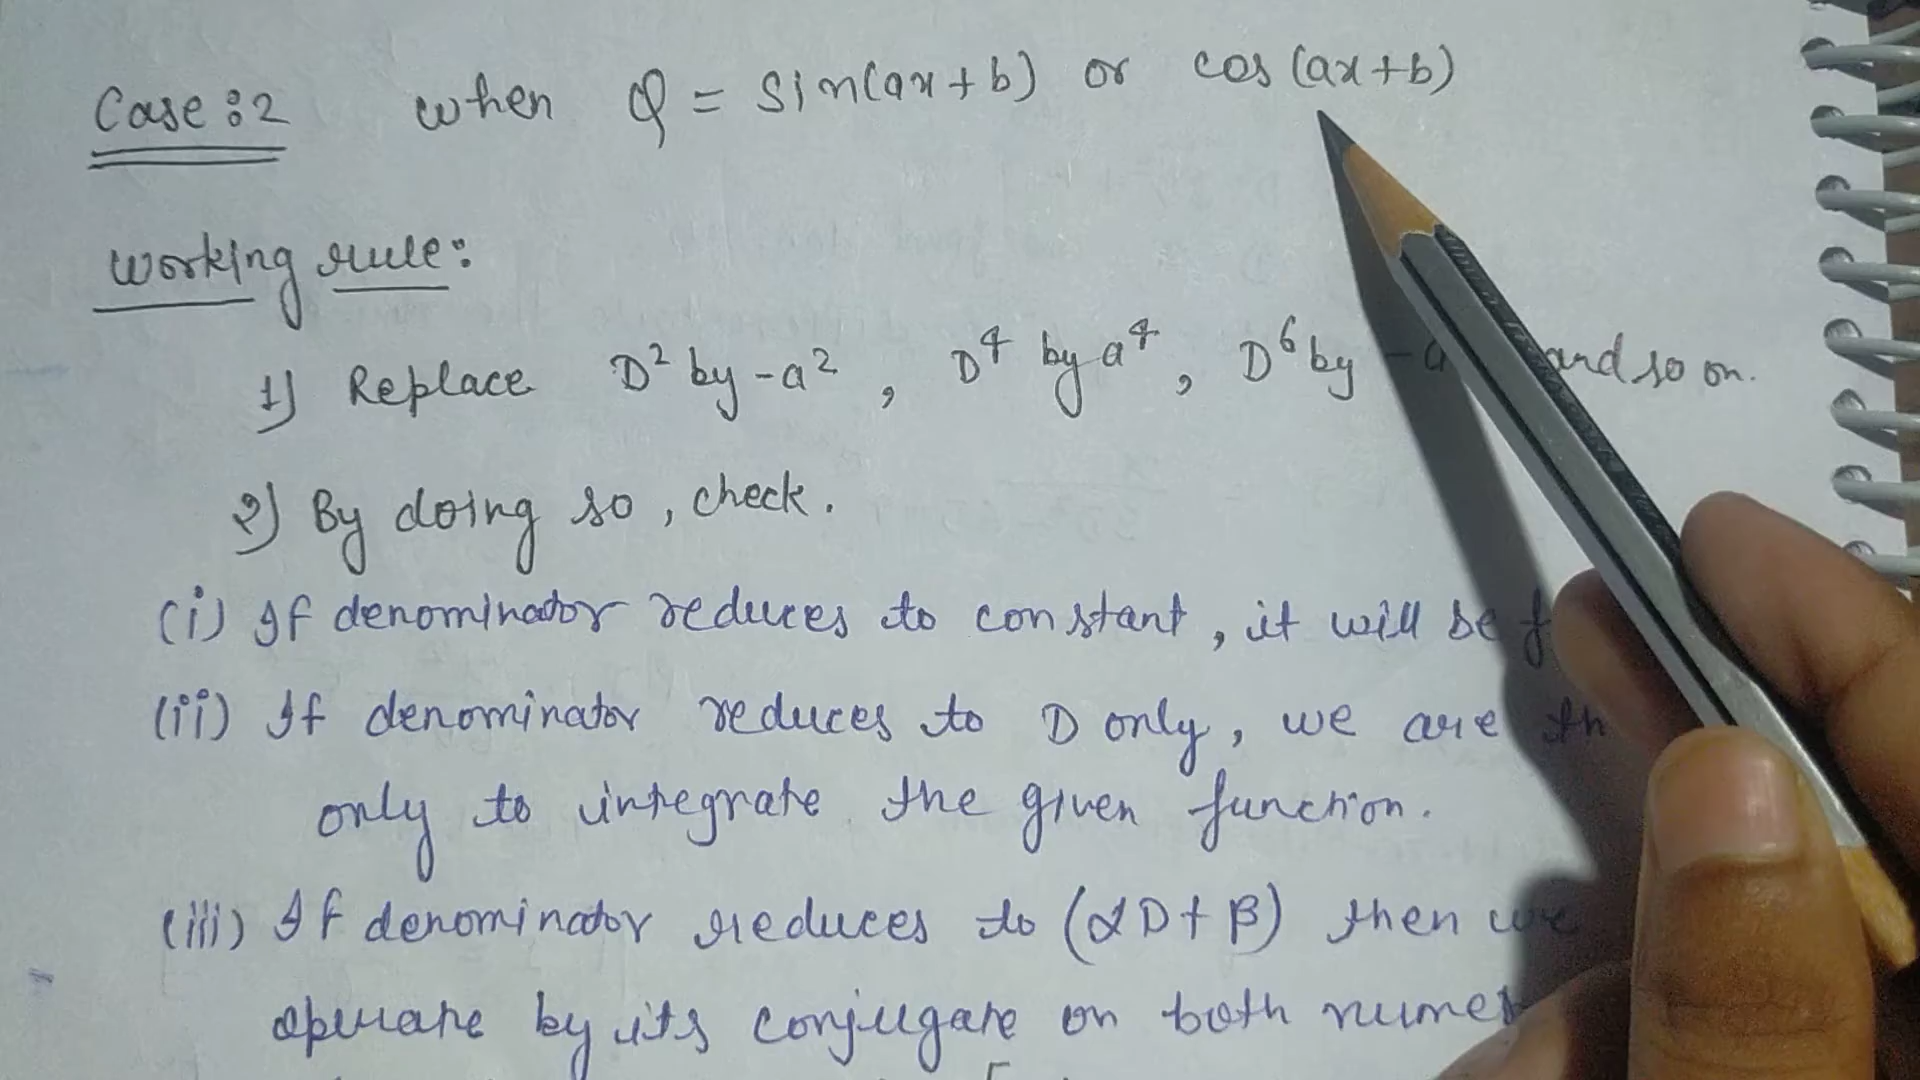 Case:2 when Q = Sin(ax+b) or cos(ax+b)
Working rule:
1) Replace D² by -a², D⁴ by a⁴, D⁶ by -a and so on.
2) By doing so, check.
(i) If denominator reduces to constant, it will be
(ii) If denominator reduces to D only, we are
only to integrate the given function.
(iii) If denominator reduces to (αD+β) then we
operate by its conjugate on both